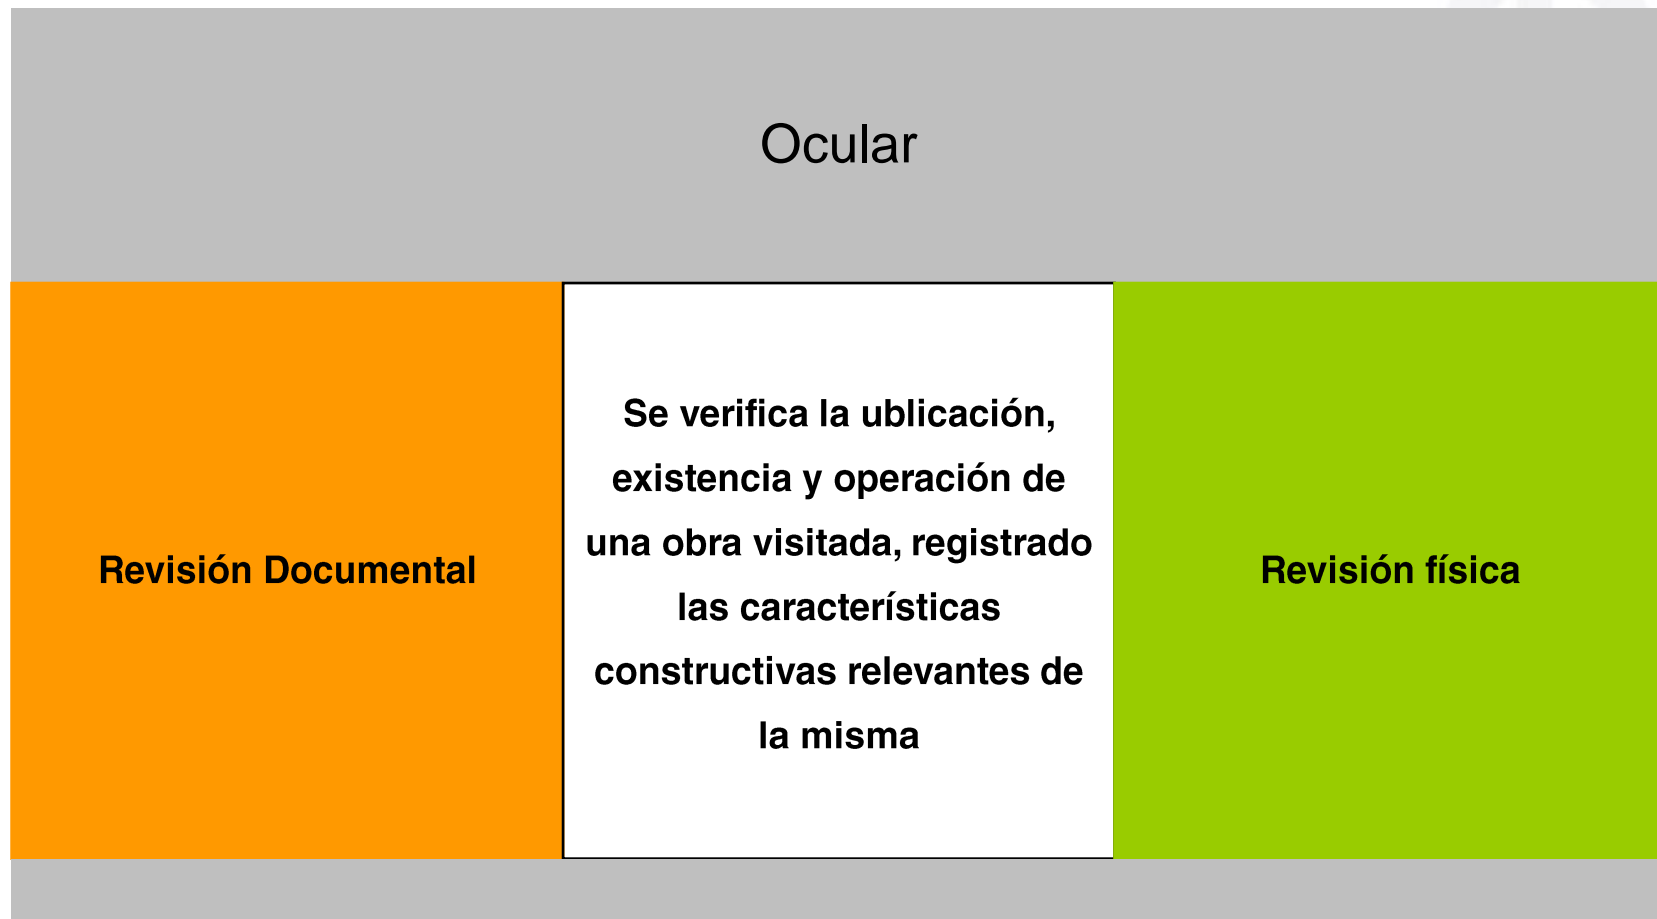 Ocular
Revisión Documental
Se verifica la ublicación,
existencia y operación de
una obra visitada, registrado
las características
constructivas relevantes de
la misma
Revisión física